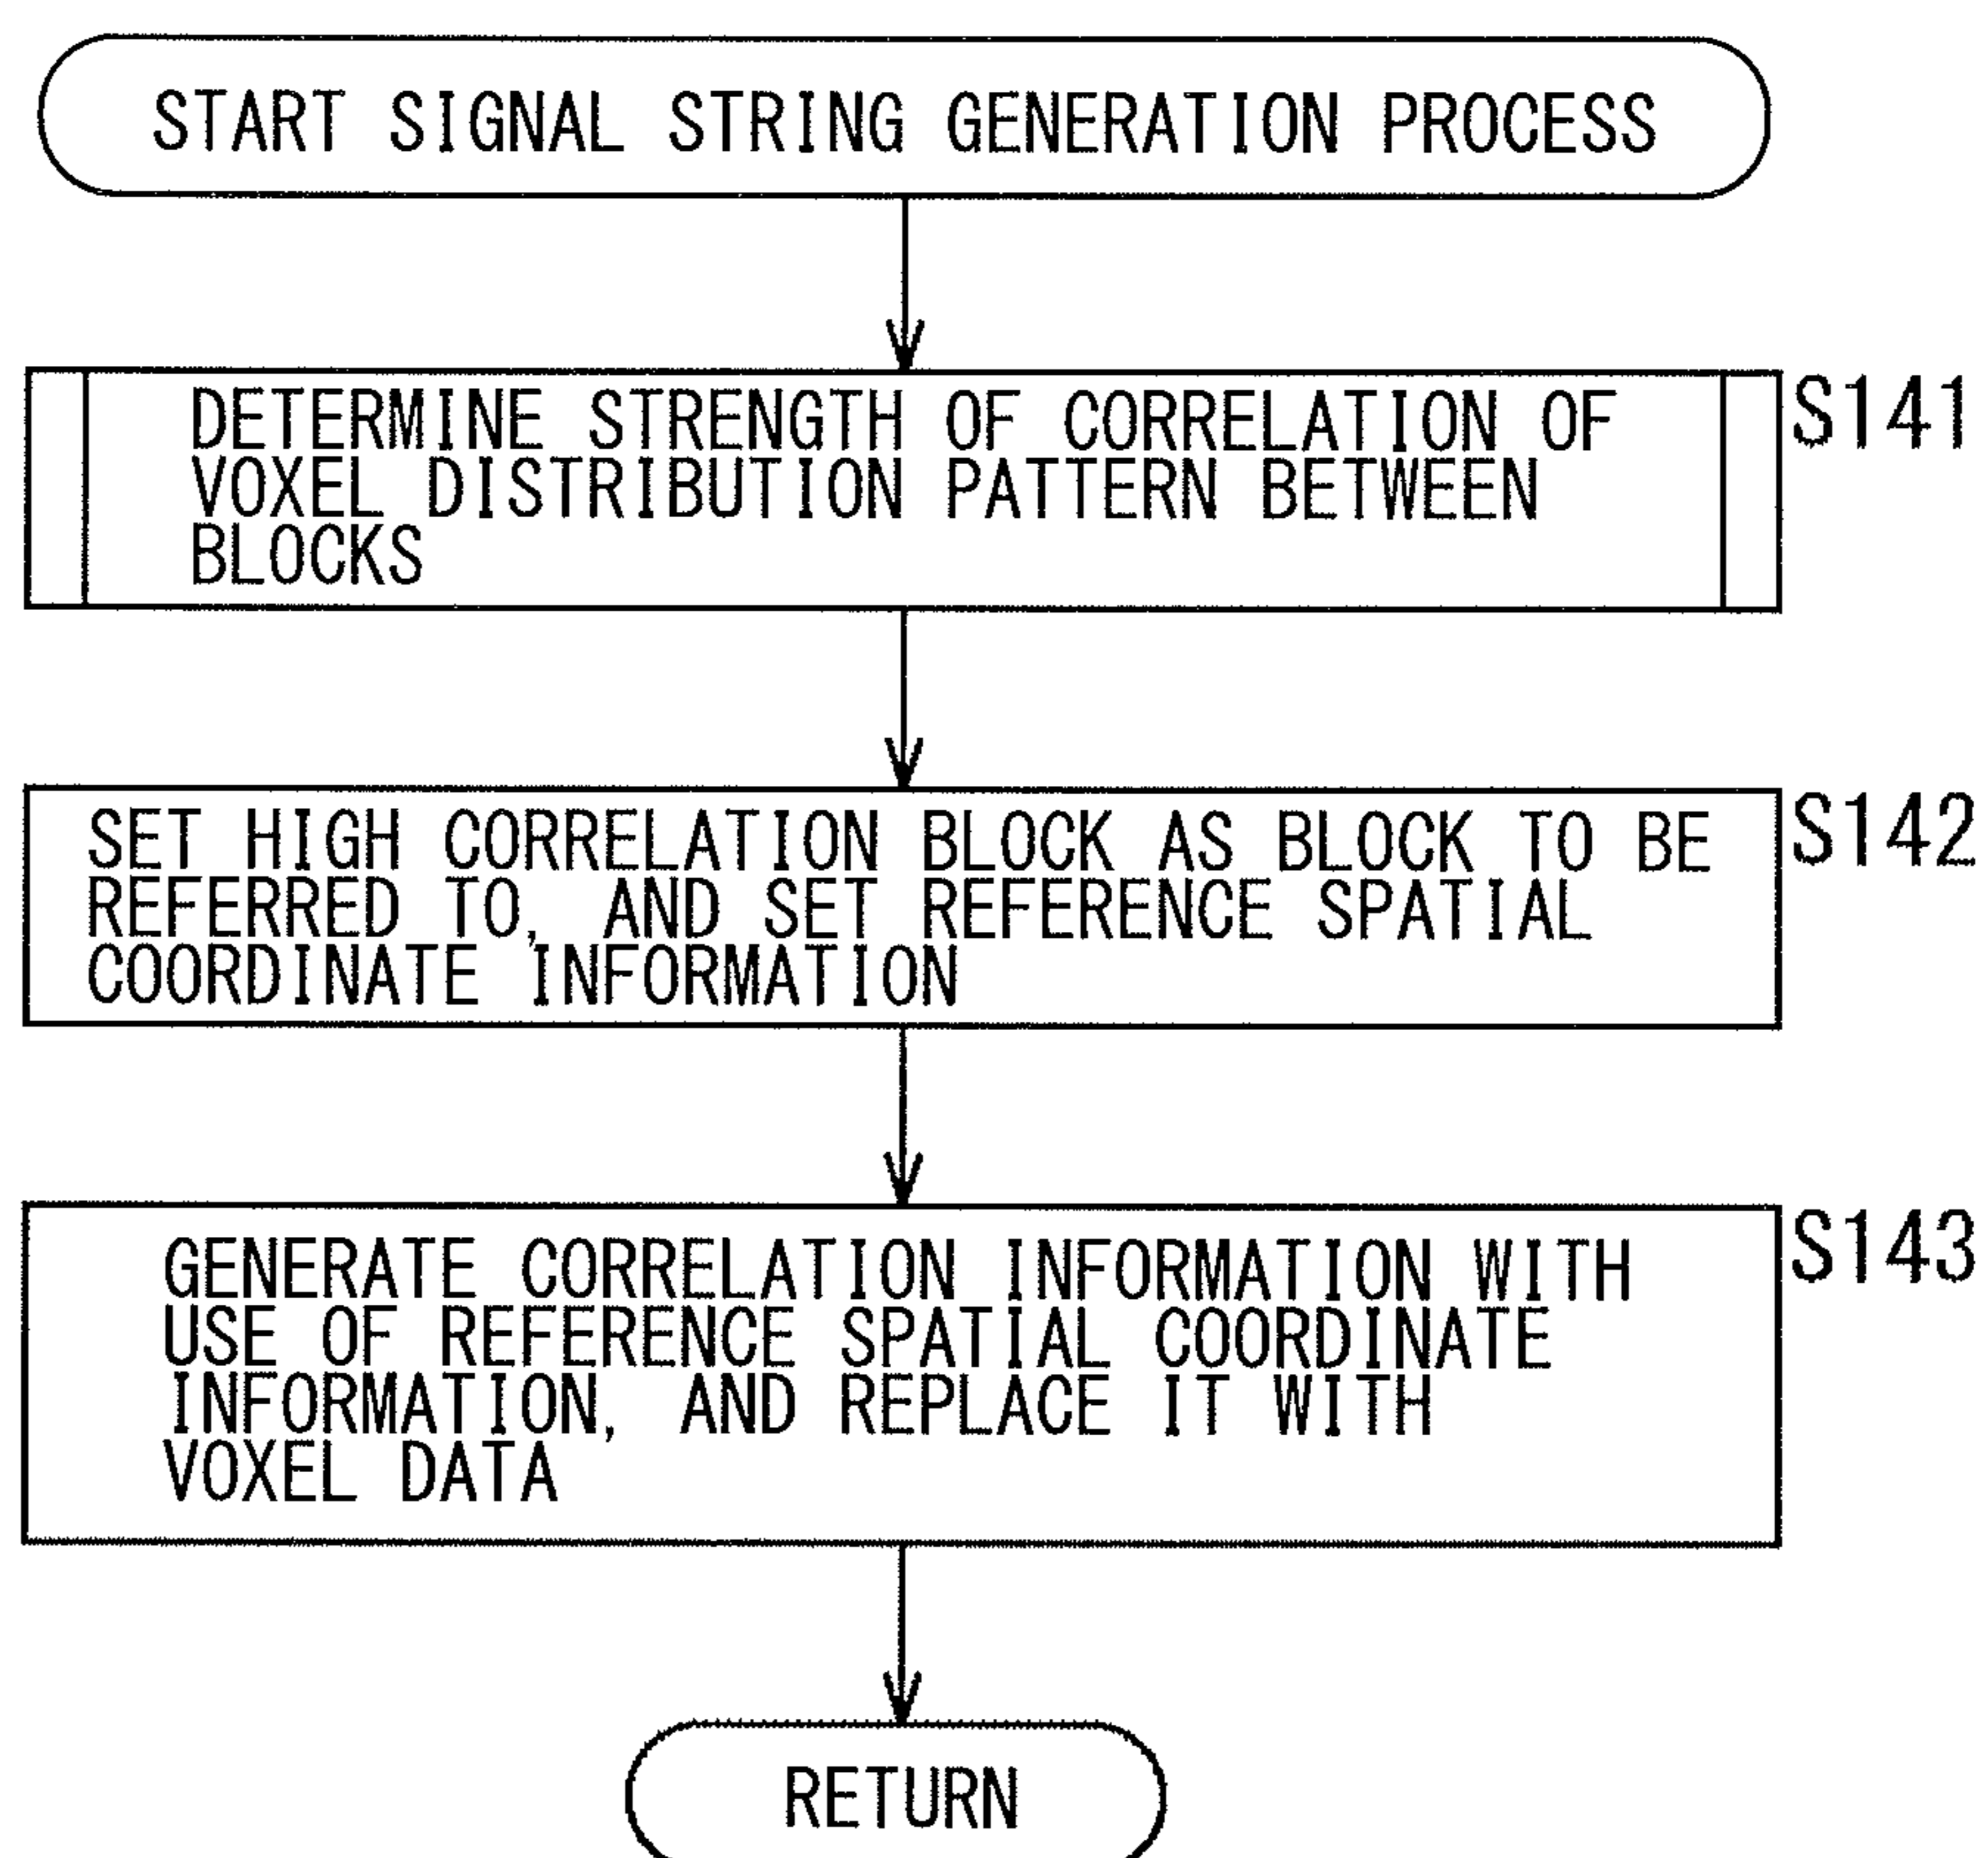 START SIGNAL STRING GENERATION PROCESS
DETERMINE STRENGTH OF CORRELATION OF
VOXEL DISTRIBUTION PATTERN BETWEEN
BLOCKS
S141
SET HIGH CORRELATION BLOCK AS BLOCK TO BE
REFERRED TO, AND SET REFERENCE SPATIAL
COORDINATE INFORMATION
S142
GENERATE CORRELATION INFORMATION WITH
USE OF REFERENCE SPATIAL COORDINATE
INFORMATION, AND REPLACE IT WITH
VOXEL DATA
S143
RETURN